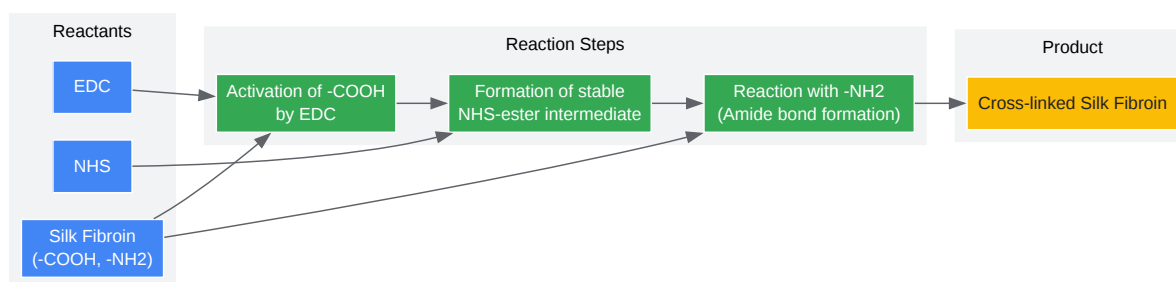 Reactants
EDC
NHS
Silk Fibroin
(-COOH, -NH2)
Reaction Steps
Activation of -COOH
by EDC
Formation of stable
NHS-ester intermediate
Reaction with -NH2
(Amide bond formation)
Product
Cross-linked Silk Fibroin